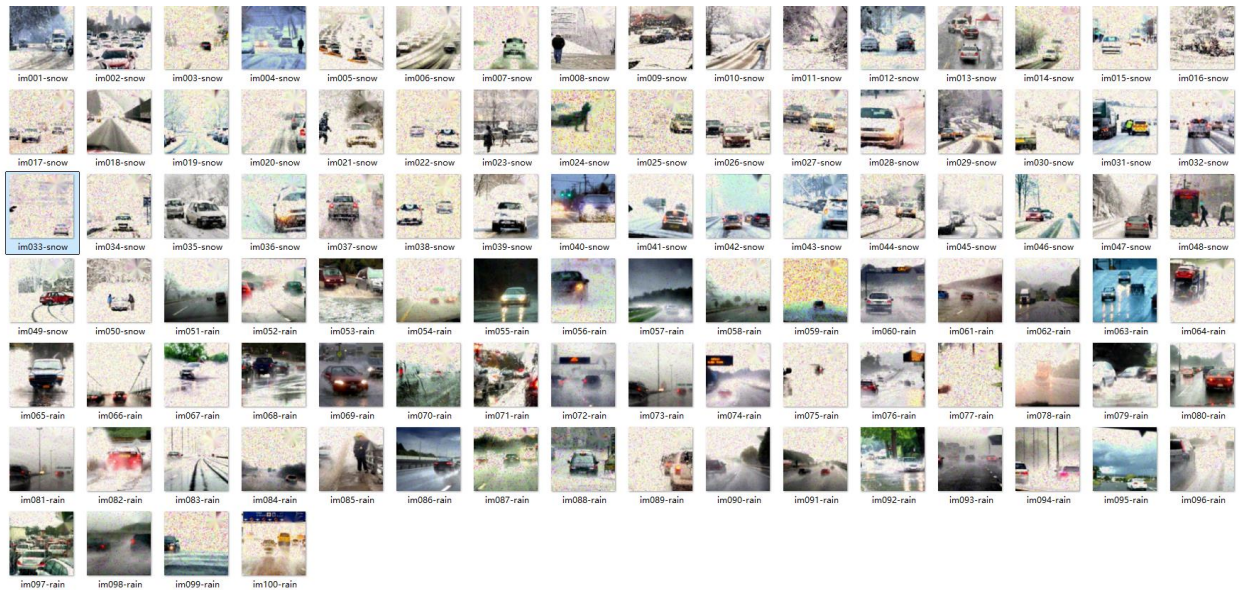 im001-snow im002-snow im003-snow im004-snow im005-snow im006-snow im007-snow im008-snow im009-snow im010-snow im011-snow im012-snow im013-snow im014-snow im015-snow im016-snow
im017-snow im018-snow im019-snow im020-snow im021-snow im022-snow im023-snow im024-snow im025-snow im026-snow im027-snow im028-snow im029-snow im030-snow im031-snow im032-snow
im033-snow im034-snow im035-snow im036-snow im037-snow im038-snow im039-snow im040-snow im041-snow im042-snow im043-snow im044-snow im045-snow im046-snow im047-snow im048-snow
im049-snow im050-snow im051-rain im052-rain im053-rain im054-rain im055-rain im056-rain im057-rain im058-rain im059-rain im060-rain im061-rain im062-rain im063-rain im064-rain
im065-rain im066-rain im067-rain im068-rain im069-rain im070-rain im071-rain im072-rain im073-rain im074-rain im075-rain im076-rain im077-rain im078-rain im079-rain im080-rain
im081-rain im082-rain im083-rain im084-rain im085-rain im086-rain im087-rain im088-rain im089-rain im090-rain im091-rain im092-rain im093-rain im094-rain im095-rain im096-rain
im097-rain im098-rain im099-rain im100-rain